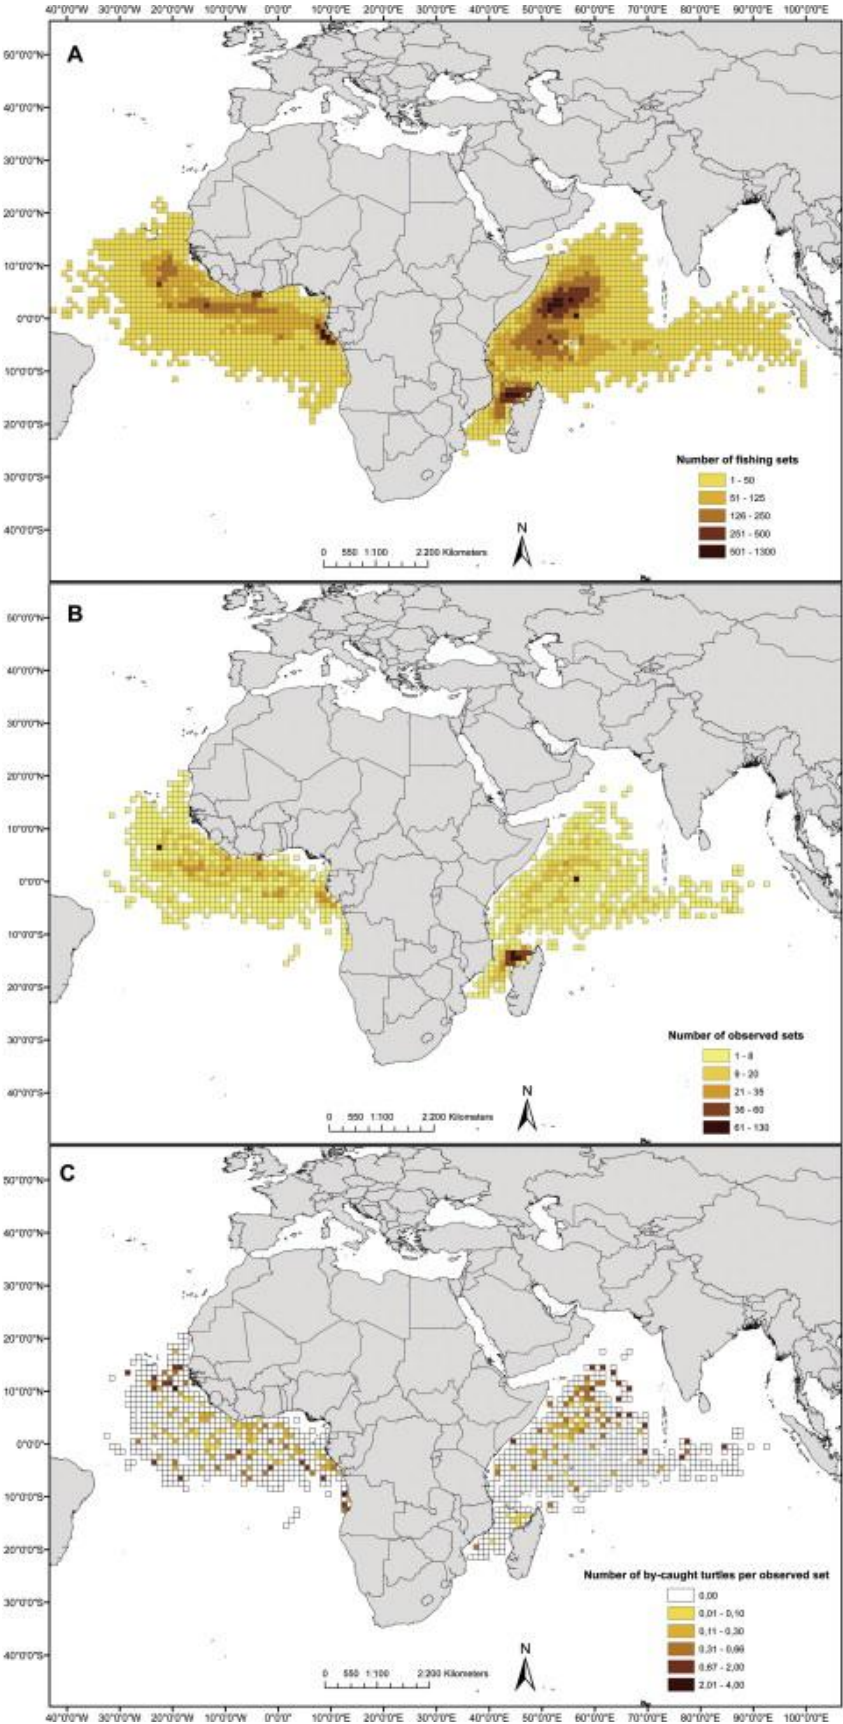 40°0'0"W 30°0'0"W 20°0'0"W 10°0'0"W 0°0'0" 10°0'0"E 20°0'0"E 30°0'0"E 40°0'0"E 50°0'0"E 60°0'0"E 70°0'0"E 80°0'0"E 90°0'0"E 100°0'0"E
A
50°0'0"N
40°0'0"N
30°0'0"N
20°0'0"N
10°0'0"N
0°0'0"
10°0'0"S
20°0'0"S
30°0'0"S
40°0'0"S
Number of fishing sets
1 - 50
51 - 125
126 - 250
251 - 500
501 - 1300
N
0 550 1:100 2:200 Kilometers
B
50°0'0"N
40°0'0"N
30°0'0"N
20°0'0"N
10°0'0"N
0°0'0"
10°0'0"S
20°0'0"S
30°0'0"S
40°0'0"S
Number of observed sets
1 - 8
9 - 20
21 - 35
36 - 60
61 - 130
N
0 550 1:100 2:200 Kilometers
C
50°0'0"N
40°0'0"N
30°0'0"N
20°0'0"N
10°0'0"N
0°0'0"
10°0'0"S
20°0'0"S
30°0'0"S
40°0'0"S
Number of by-caught turtles per observed set
0,00
0,01 - 0,10
0,11 - 0,30
0,31 - 0,66
0,67 - 2,00
2,01 - 4,00
N
0 550 1:100 2:200 Kilometers
40°0'0"W 30°0'0"W 20°0'0"W 10°0'0"W 0°0'0" 10°0'0"E 20°0'0"E 30°0'0"E 40°0'0"E 50°0'0"E 60°0'0"E 70°0'0"E 80°0'0"E 90°0'0"E 100°0'0"E